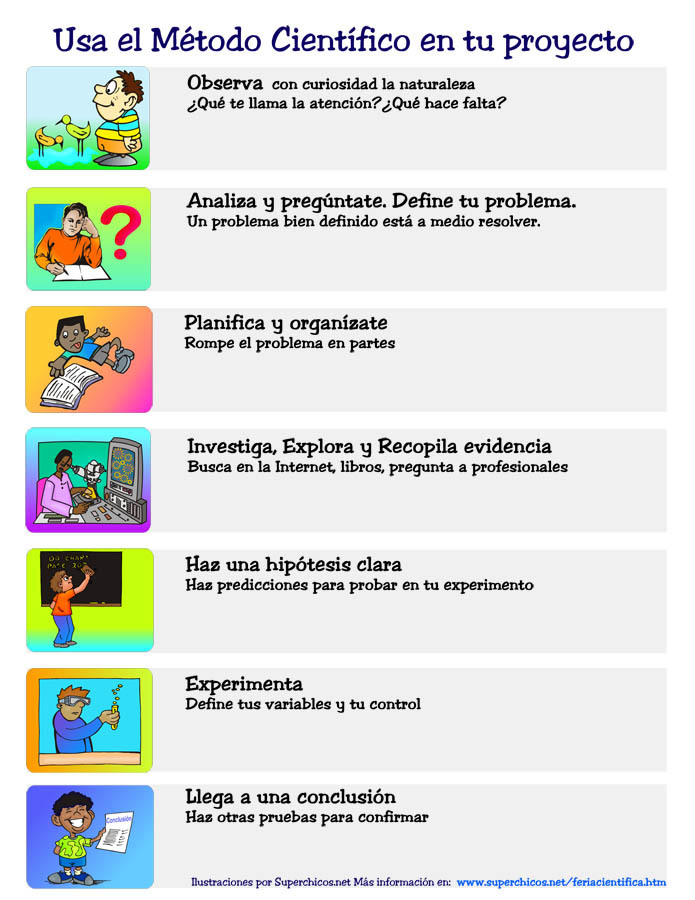 Usa el Método Científico en tu proyecto
Observa con curiosidad la naturaleza
¿Qué te llama la atención?¿Qué hace falta?
Analiza y pregúntate. Define tu problema.
Un problema bien definido está a medio resolver.
?
Planifica y organízate
Rompe el problema en partes
Investiga, Explora y Recopila evidencia
Busca en la Internet, libros, pregunta a profesionales
Haz una hipótesis clara
Haz predicciones para probar en tu experimento
Experimenta
Define tus variables y tu control
Llega a una conclusión
Haz otras pruebas para confirmar
Conclusión
Ilustraciones por Superchicos.net Más información en: www.superchicos.net/feriacientifica.htm